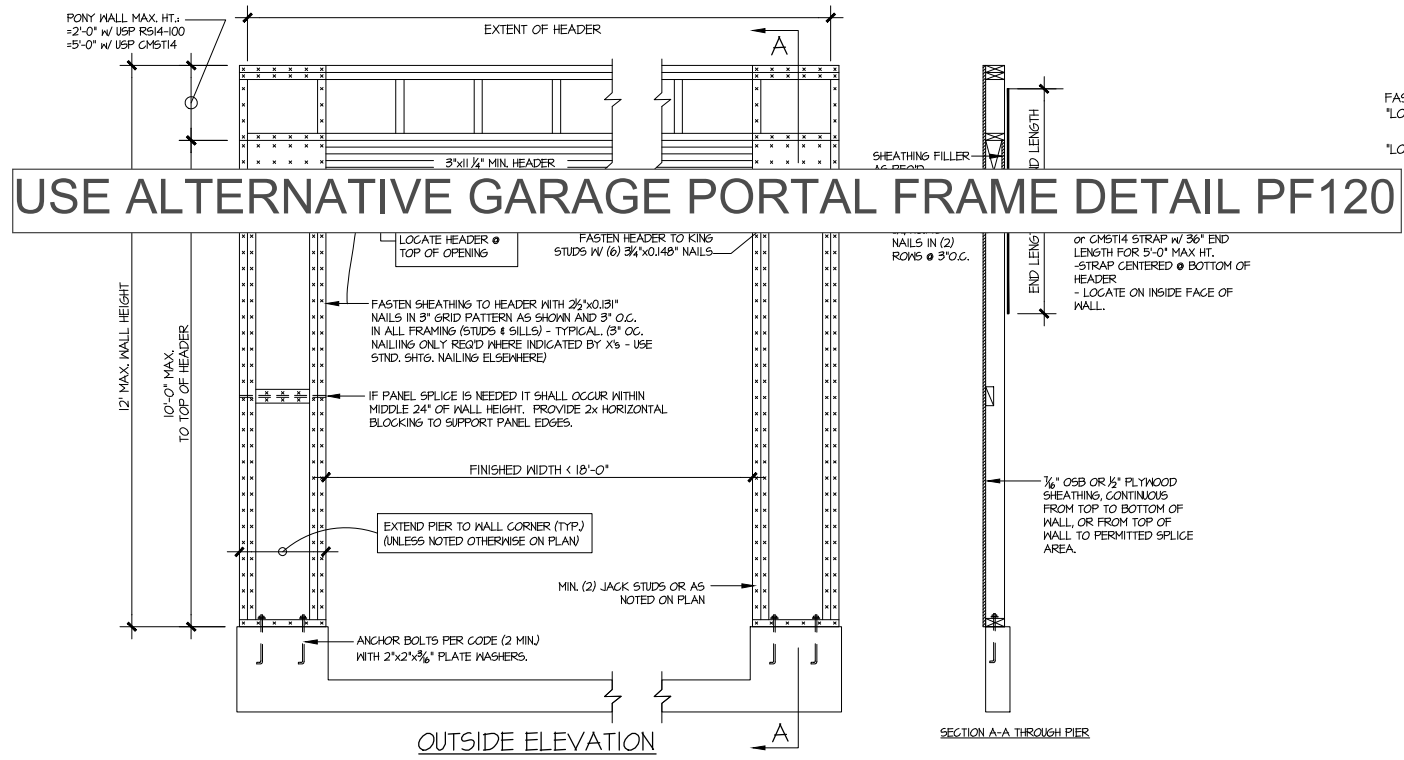 PONY WALL MAX. HT.:
=2'-0" W/ USP RS14-100
=5'-0" W/ USP CMST14
EXTENT OF HEADER
A
12' MAX. WALL HEIGHT
10'-0" MAX.
TO TOP OF HEADER
3"x11 1/4" MIN. HEADER
SHEATHING FILLER
AS REQ'D
END LENGTH
FAS
"LO
"LO
USE ALTERNATIVE GARAGE PORTAL FRAME DETAIL PF120
LOCATE HEADER @
TOP OF OPENING
FASTEN HEADER TO KING
STUDS W/ (6) 3/4"x0.148" NAILS
NAILS IN (2)
ROWS @ 3"O.C.
END LENGTH
or CMST14 STRAP W/ 36" END
LENGTH FOR 5'-0" MAX HT.
-STRAP CENTERED @ BOTTOM OF
HEADER
- LOCATE ON INSIDE FACE OF
WALL.
FASTEN SHEATHING TO HEADER WITH 2½"x0.131"
NAILS IN 3" GRID PATTERN AS SHOWN AND 3" O.C.
IN ALL FRAMING (STUDS & SILLS) - TYPICAL. (3" OC.
NAILIING ONLY REQ'D WHERE INDICATED BY X's - USE
STND. SHTG. NAILING ELSEWHERE)
IF PANEL SPLICE IS NEEDED IT SHALL OCCUR WITHIN
MIDDLE 24" OF WALL HEIGHT. PROVIDE 2x HORIZONTAL
BLOCKING TO SUPPORT PANEL EDGES.
FINISHED WIDTH < 18'-0"
7/16" OSB OR ½" PLYWOOD
SHEATHING, CONTINUOUS
FROM TOP TO BOTTOM OF
WALL, OR FROM TOP OF
WALL TO PERMITTED SPLICE
AREA.
EXTEND PIER TO WALL CORNER (TYP.)
(UNLESS NOTED OTHERWISE ON PLAN)
MIN. (2) JACK STUDS OR AS
NOTED ON PLAN
ANCHOR BOLTS PER CODE (2 MIN.)
WITH 2"x2"x3/16" PLATE WASHERS.
A
OUTSIDE ELEVATION
SECTION A-A THROUGH PIER